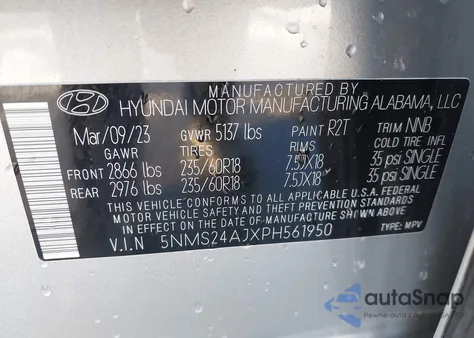 MANUFACTURED BY
HYUNDAI MOTOR MANUFACTURING ALABAMA, LLC
Mar/09/23 GVWR 5137 lbs PAINT R2T TRIM NNB
GAWR TIRES RIMS COLD TIRE INFL
FRONT 2866 lbs 235/60R18 7.5JX18 35 psi SINGLE
REAR 2976 lbs 235/60R18 7.5JX18 35 psi SINGLE
THIS VEHICLE CONFORMS TO ALL APPLICABLE U.S.A. FEDERAL
MOTOR VEHICLE SAFETY, BUMPER, AND THEFT PREVENTION STANDARDS
IN EFFECT ON THE DATE OF MANUFACTURE SHOWN ABOVE.
V.I.N 5NMS24AJXPH561950 TYPE: MPV
autaSnap